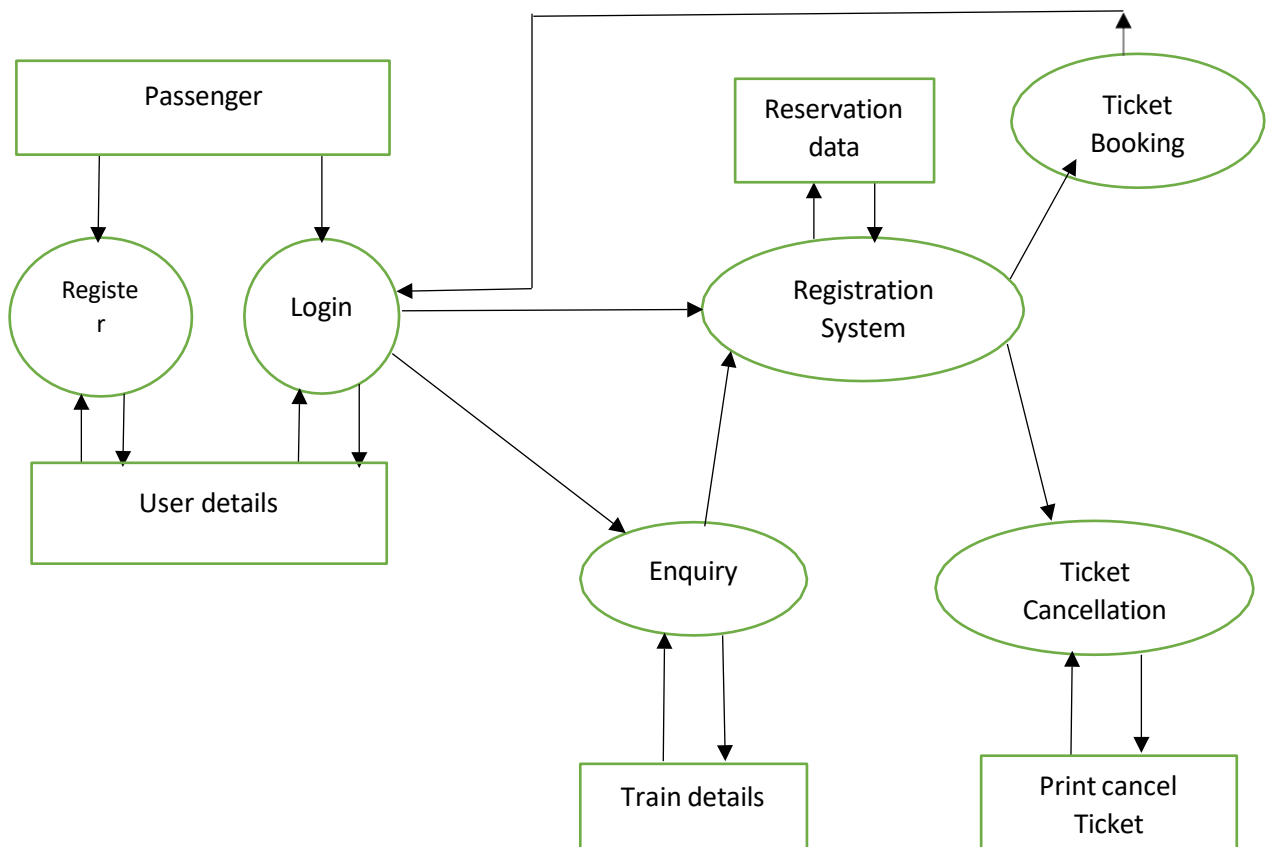 Passenger
Reservation
data
Ticket
Booking
Registe
r
Login
Registration
System
User details
Enquiry
Ticket
Cancellation
Train details
Print cancel
Ticket